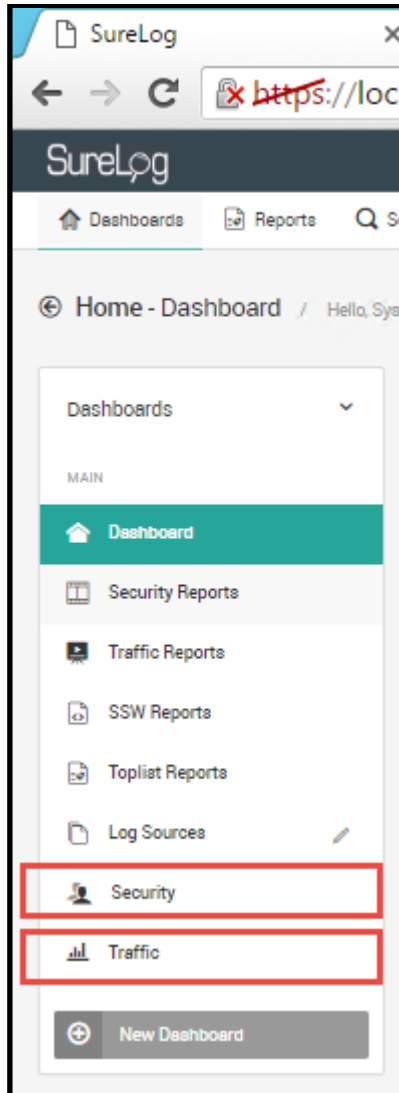 SureLog
https://loc
SureLog
Dashboards Reports
Home - Dashboard / Hello, Sys
Dashboards
MAIN
Dashboard
Security Reports
Traffic Reports
SSW Reports
Toplist Reports
Log Sources
Security
Traffic
New Dashboard